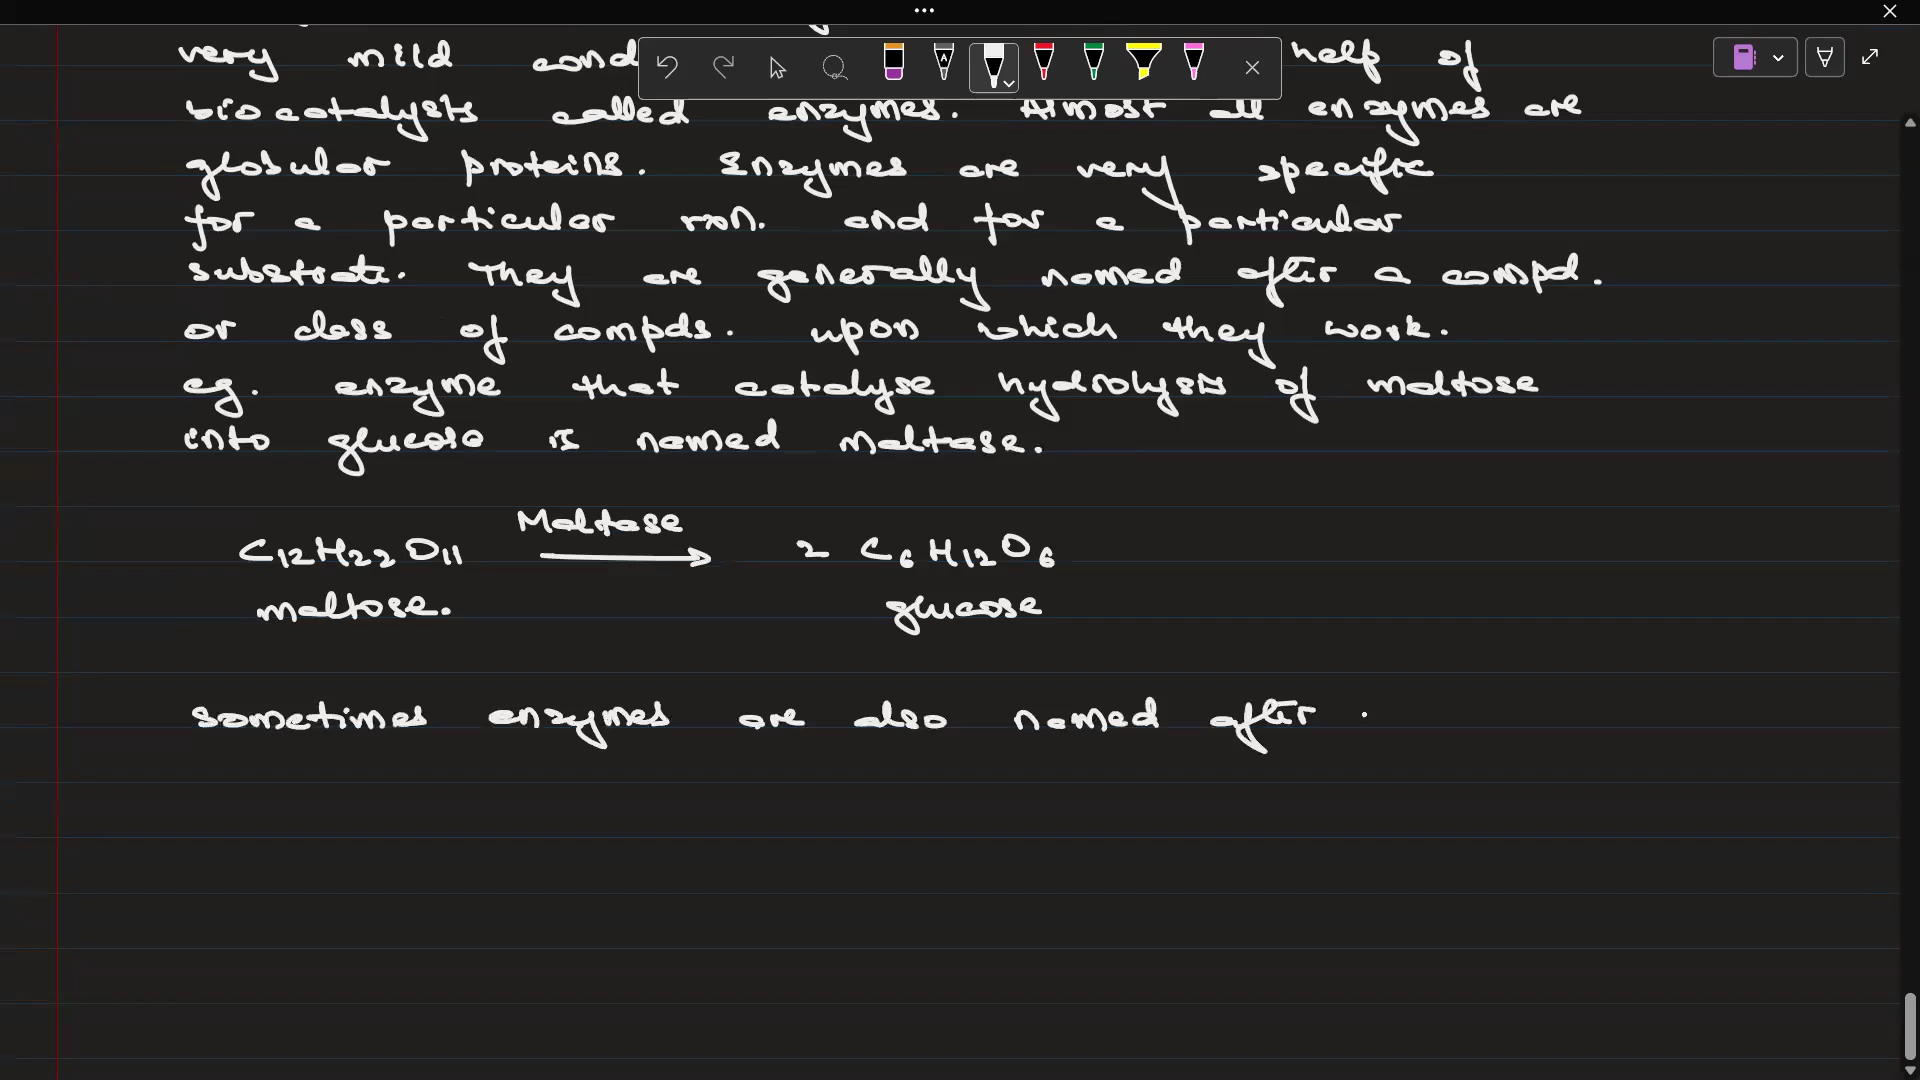 very mild cond help of
biocatalysts called enzymes. Almost all enzymes are
globular proteins. Enzymes are very specific
for a particular rxn. and for a particular
substrate. They are generally named after a compd.
or class of compds. upon which they work.
eg. enzyme that catalyse hydrolysis of maltose
into glucose is named maltase.
Maltase
C12H22O11 → 2 C6H12O6
maltose. glucose
sometimes enzymes are also named after